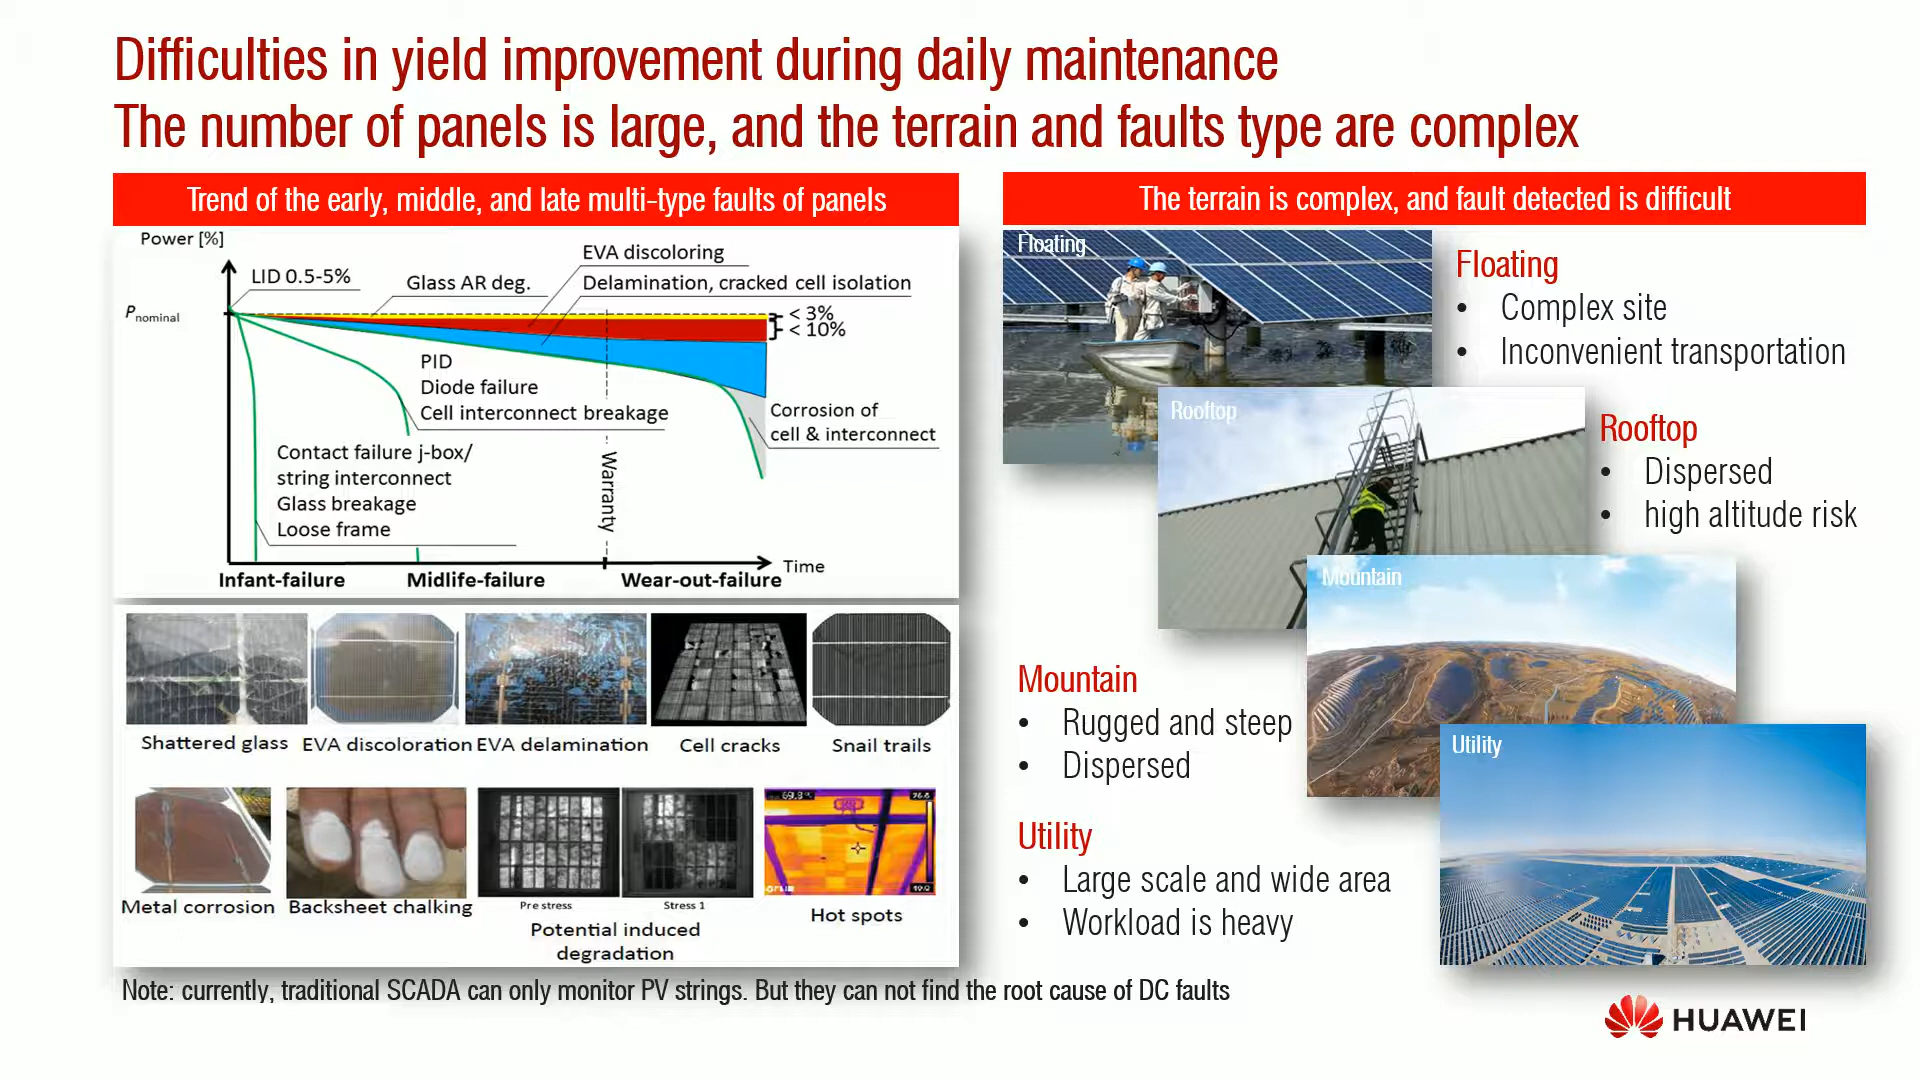 Difficulties in yield improvement during daily maintenance
The number of panels is large, and the terrain and faults type are complex
Trend of the early, middle, and late multi-type faults of panels
Power [%]
LID 0.5-5%
Glass AR deg.
EVA discoloring
Delamination, cracked cell isolation
Pnominal
< 3%
< 10%
PID
Diode failure
Cell interconnect breakage
Corrosion of
cell & interconnect
Contact failure j-box/
string interconnect
Glass breakage
Loose frame
Warranty
Time
Infant-failure
Midlife-failure
Wear-out-failure
Shattered glass
EVA discoloration
EVA delamination
Cell cracks
Snail trails
Metal corrosion
Backsheet chalking
Pre stress
Stress 1
Potential induced
degradation
Hot spots
Note: currently, traditional SCADA can only monitor PV strings. But they can not find the root cause of DC faults
The terrain is complex, and fault detected is difficult
Floating
Floating
• Complex site
• Inconvenient transportation
Rooftop
Rooftop
• Dispersed
• high altitude risk
Mountain
Mountain
• Rugged and steep
• Dispersed
Utility
Utility
• Large scale and wide area
• Workload is heavy
HUAWEI